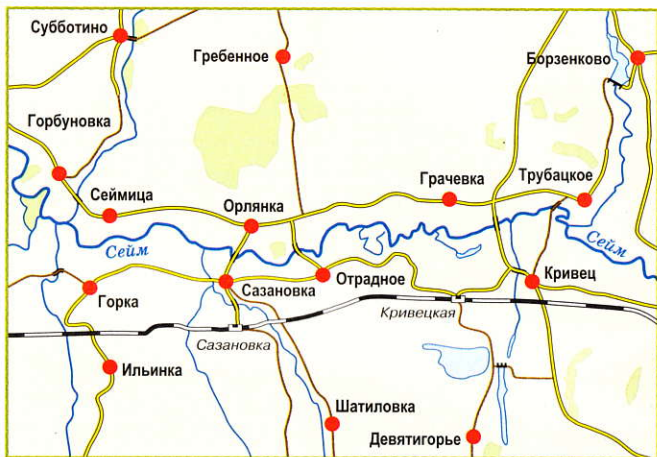 Субботино
Гребенное
Борзенково
Горбуновка
Грачевка
Трубацкое
Сеймица
Орлянка
Сейм
Сейм
Горка
Сазановка
Отрадное
Кривец
Кривецкая
Сазановка
Ильинка
Шатиловка
Девятигорье